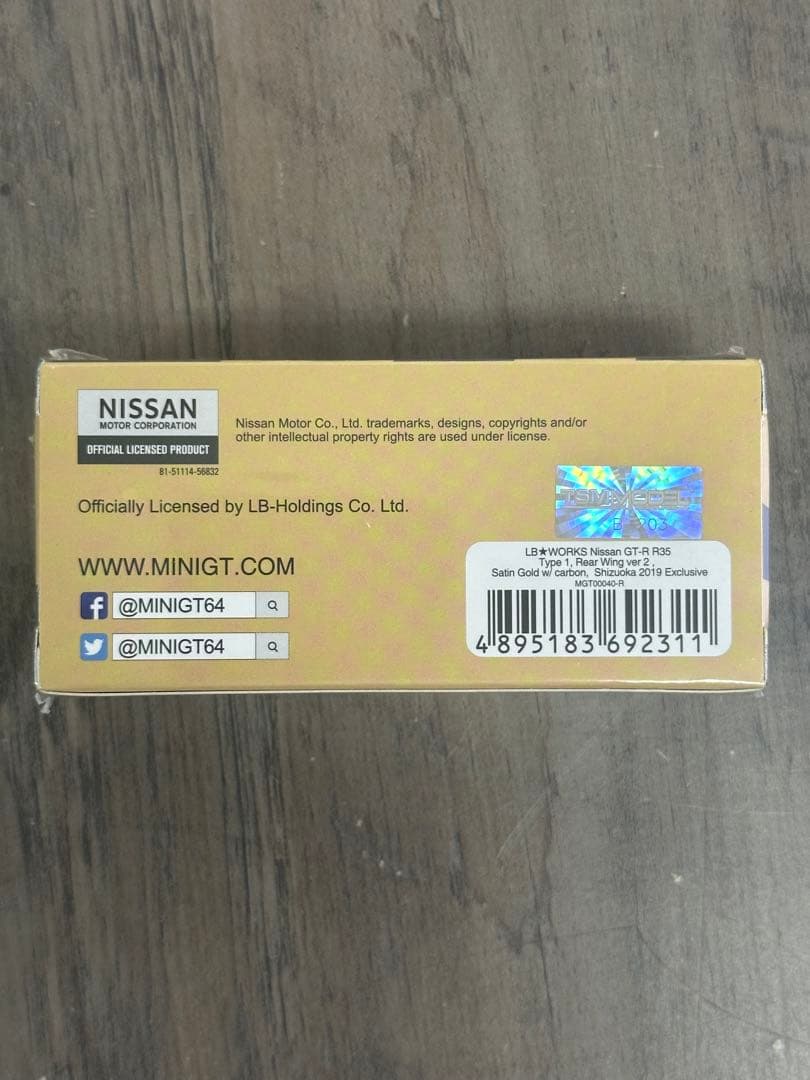 NISSAN
MOTOR CORPORATION
OFFICIAL LICENSED PRODUCT
81-51114-56832
Nissan Motor Co., Ltd. trademarks, designs, copyrights and/or
other intellectual property rights are used under license.
Officially Licensed by LB-Holdings Co. Ltd.
WWW.MINIGT.COM
f @MINIGT64
@MINIGT64
TSM-MODEL
LB★WORKS Nissan GT-R R35
Type 1, Rear Wing ver 2 ,
Satin Gold w/ carbon, Shizuoka 2019 Exclusive
MGT00040-R
4 895183 692311